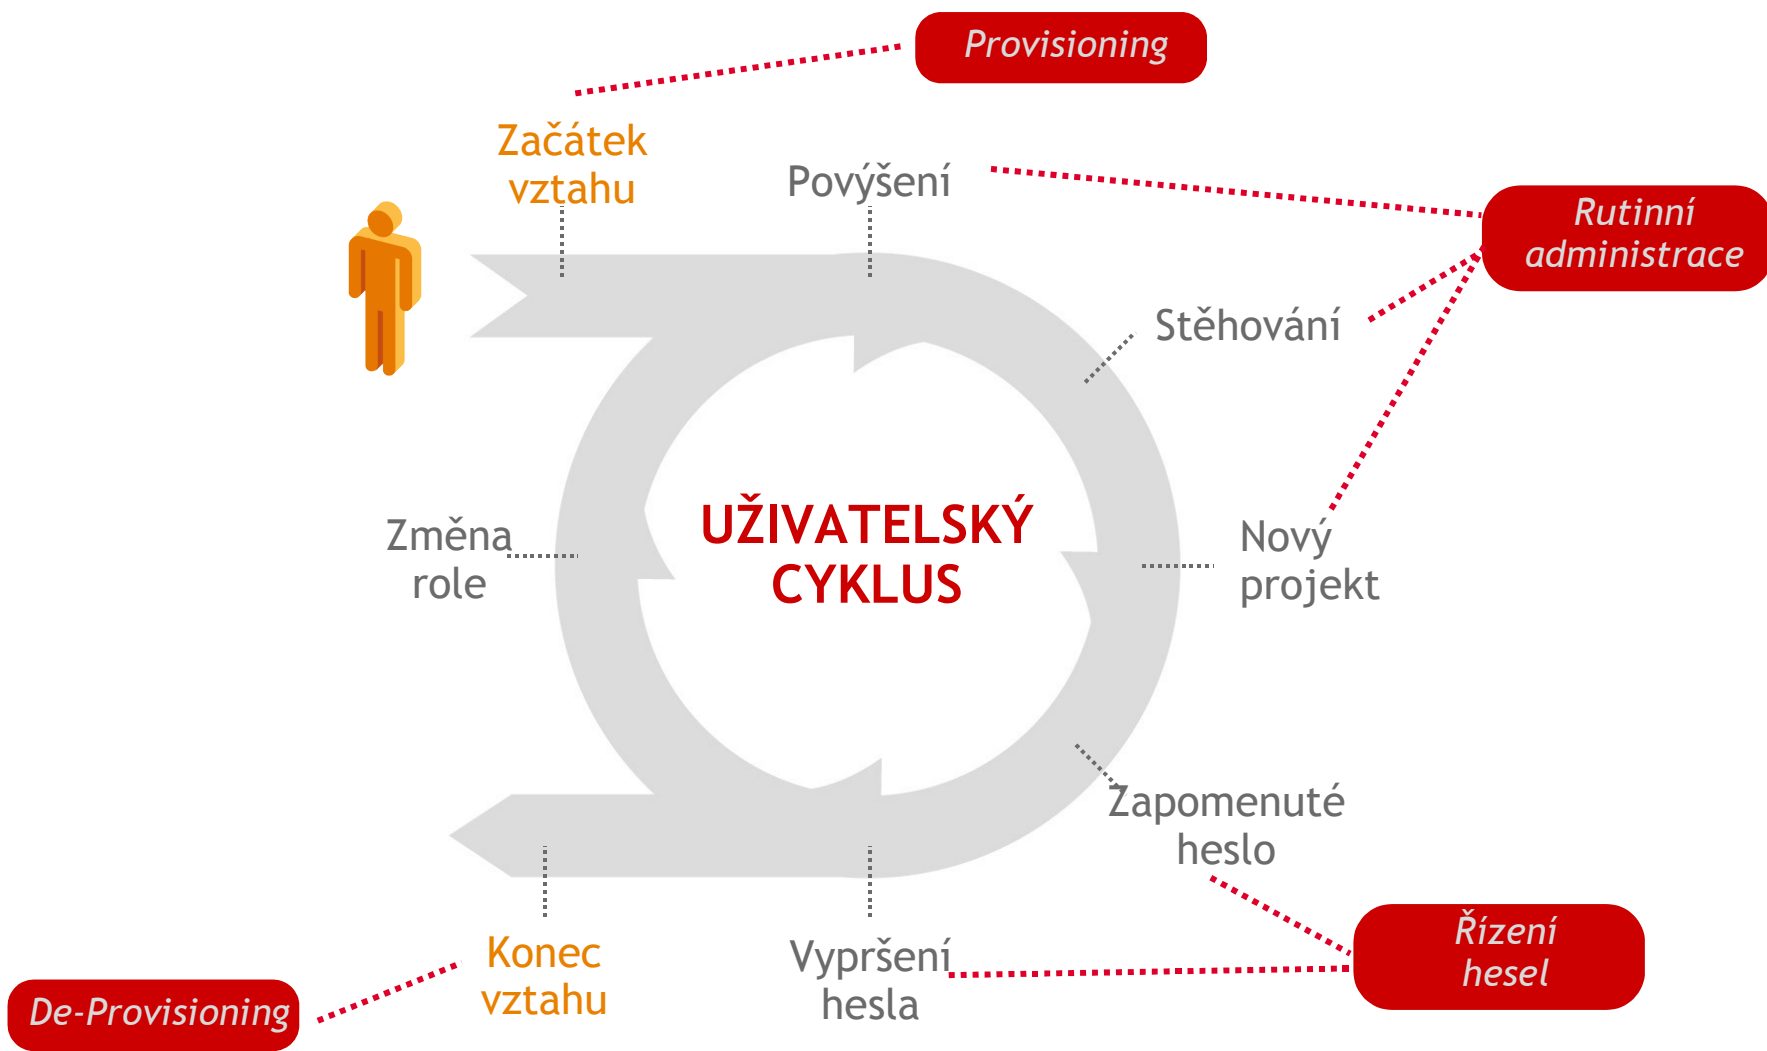 Provisioning
Začátek
vztahu
Povýšení
Rutinní
administrace
Stěhování
UŽIVATELSKÝ
CYKLUS
Změna
role
Nový
projekt
Zapomenuté
heslo
Řízení
hesel
Konec
vztahu
Vypršení
hesla
De-Provisioning